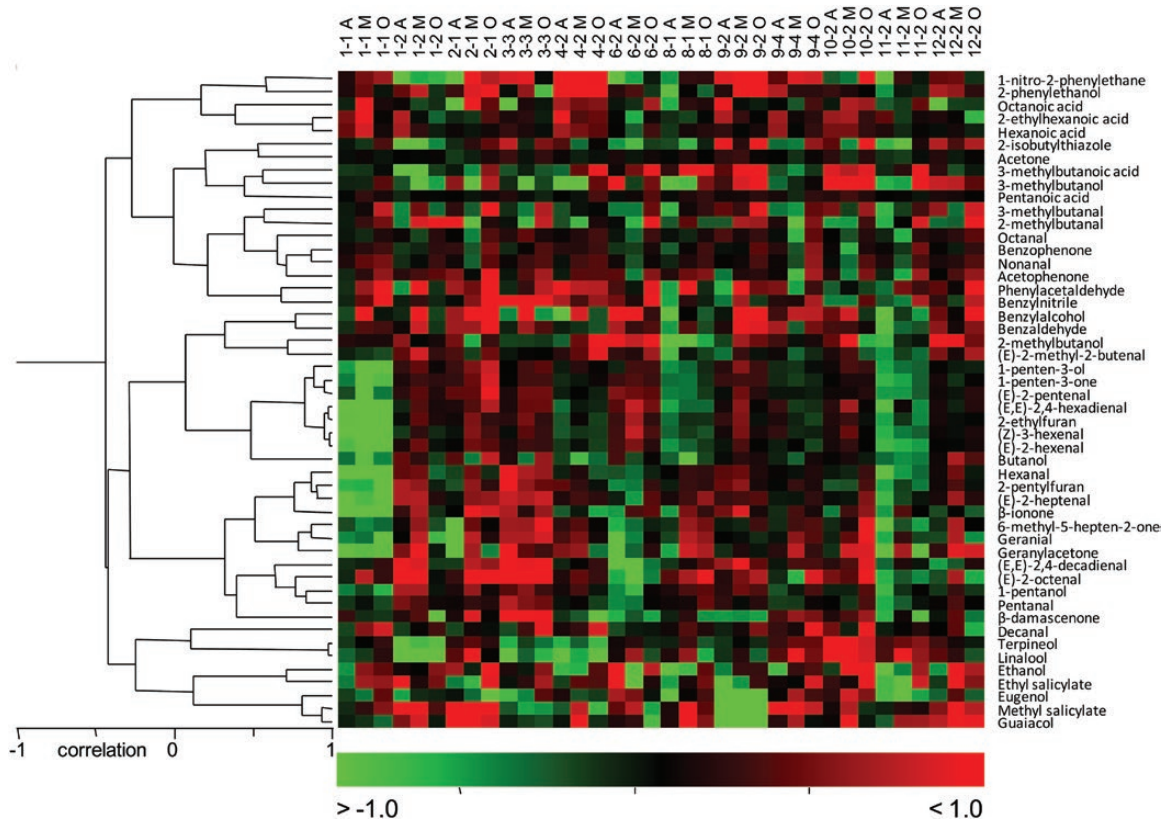 1-1 A
1-1 M
1-1 O
1-2 A
1-2 M
1-2 O
2-1 A
2-1 M
2-1 O
3-3 A
3-3 M
3-3 O
4-2 A
4-2 M
4-2 O
6-2 A
6-2 M
6-2 O
8-1 A
8-1 M
8-1 O
9-2 A
9-2 M
9-2 O
9-4 A
9-4 M
9-4 O
10-2 A
10-2 M
10-2 O
11-2 A
11-2 M
11-2 O
12-2 A
12-2 M
12-2 O
1-nitro-2-phenylethane
2-phenylethanol
Octanoic acid
2-ethylhexanoic acid
Hexanoic acid
2-isobutylthiazole
Acetone
3-methylbutanoic acid
3-methylbutanol
Pentanoic acid
3-methylbutanal
2-methylbutanal
Octanal
Benzophenone
Nonanal
Acetophenone
Phenylacetaldehyde
Benzylnitrile
Benzylalcohol
Benzaldehyde
2-methylbutanol
(E)-2-methyl-2-butenal
1-penten-3-ol
1-penten-3-one
(E)-2-pentenal
(E,E)-2,4-hexadienal
2-ethylfuran
(Z)-3-hexenal
(E)-2-hexenal
Butanol
Hexanal
2-pentylfuran
(E)-2-heptenal
β-ionone
6-methyl-5-hepten-2-one
Geranial
Geranylacetone
(E,E)-2,4-decadienal
(E)-2-octenal
1-pentanol
Pentanal
β-damascenone
Decanal
Terpineol
Linalool
Ethanol
Ethyl salicylate
Eugenol
Methyl salicylate
Guaiacol
-1 correlation 0 1
> -1.0 < 1.0